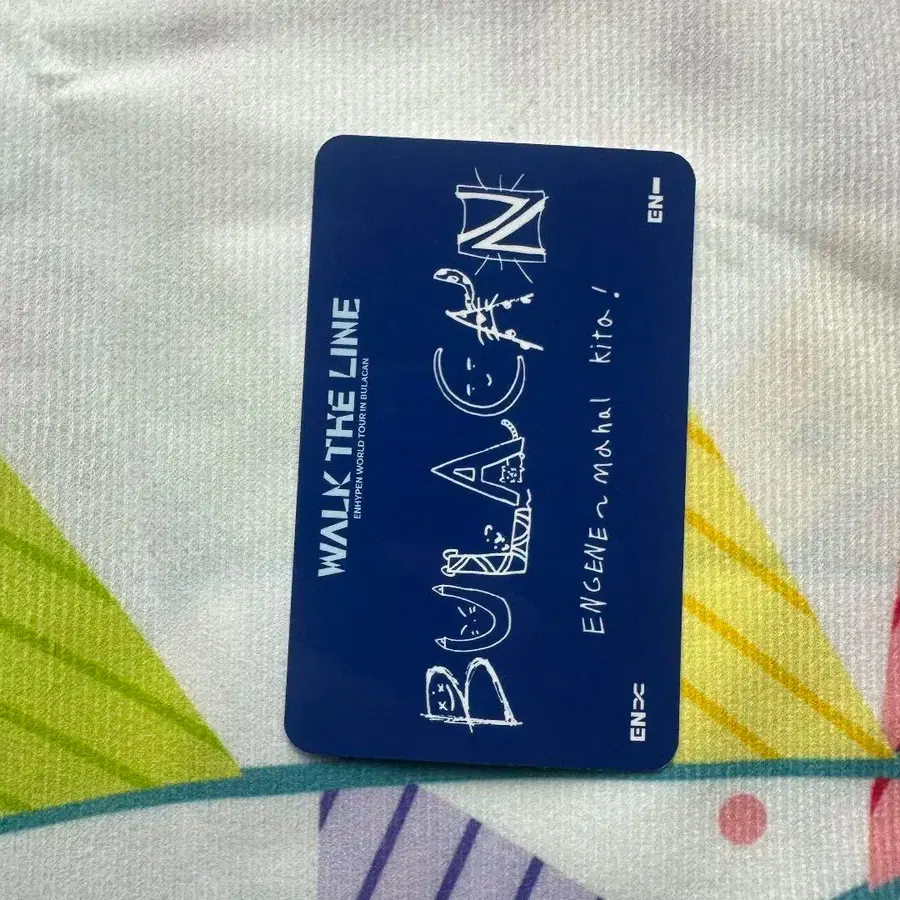 WALK THE LINE
ENHYPEN WORLD TOUR IN BULACAN
BULACAN
ENGENE~ Mahal kita!
EN
EN-